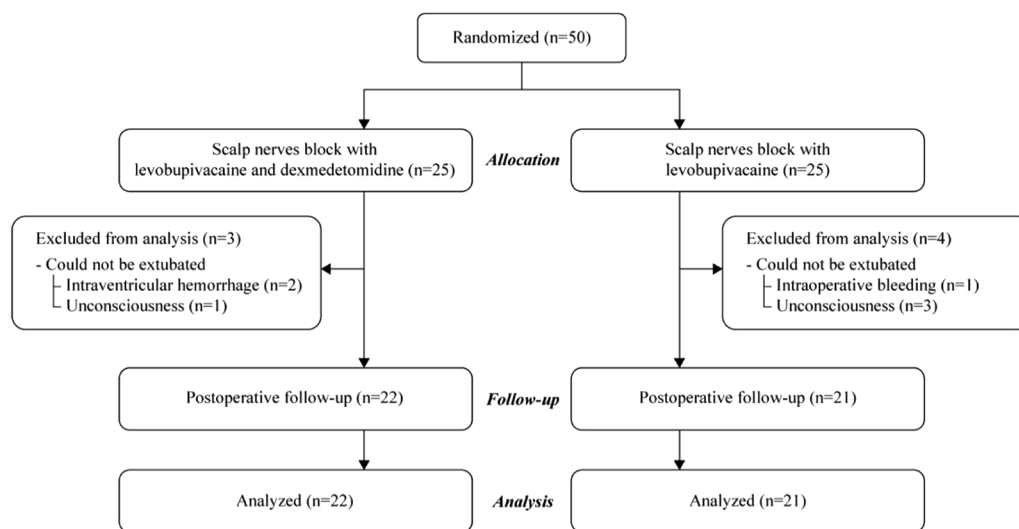 Randomized (n=50)
Scalp nerves block with
levobupivacaine and dexmedetomidine (n=25)
Allocation
Scalp nerves block with
levobupivacaine (n=25)
Excluded from analysis (n=3)
- Could not be extubated
Intraventricular hemorrhage (n=2)
Unconsciousness (n=1)
Excluded from analysis (n=4)
- Could not be extubated
Intraoperative bleeding (n=1)
Unconsciousness (n=3)
Postoperative follow-up (n=22)
Follow-up
Postoperative follow-up (n=21)
Analyzed (n=22)
Analysis
Analyzed (n=21)